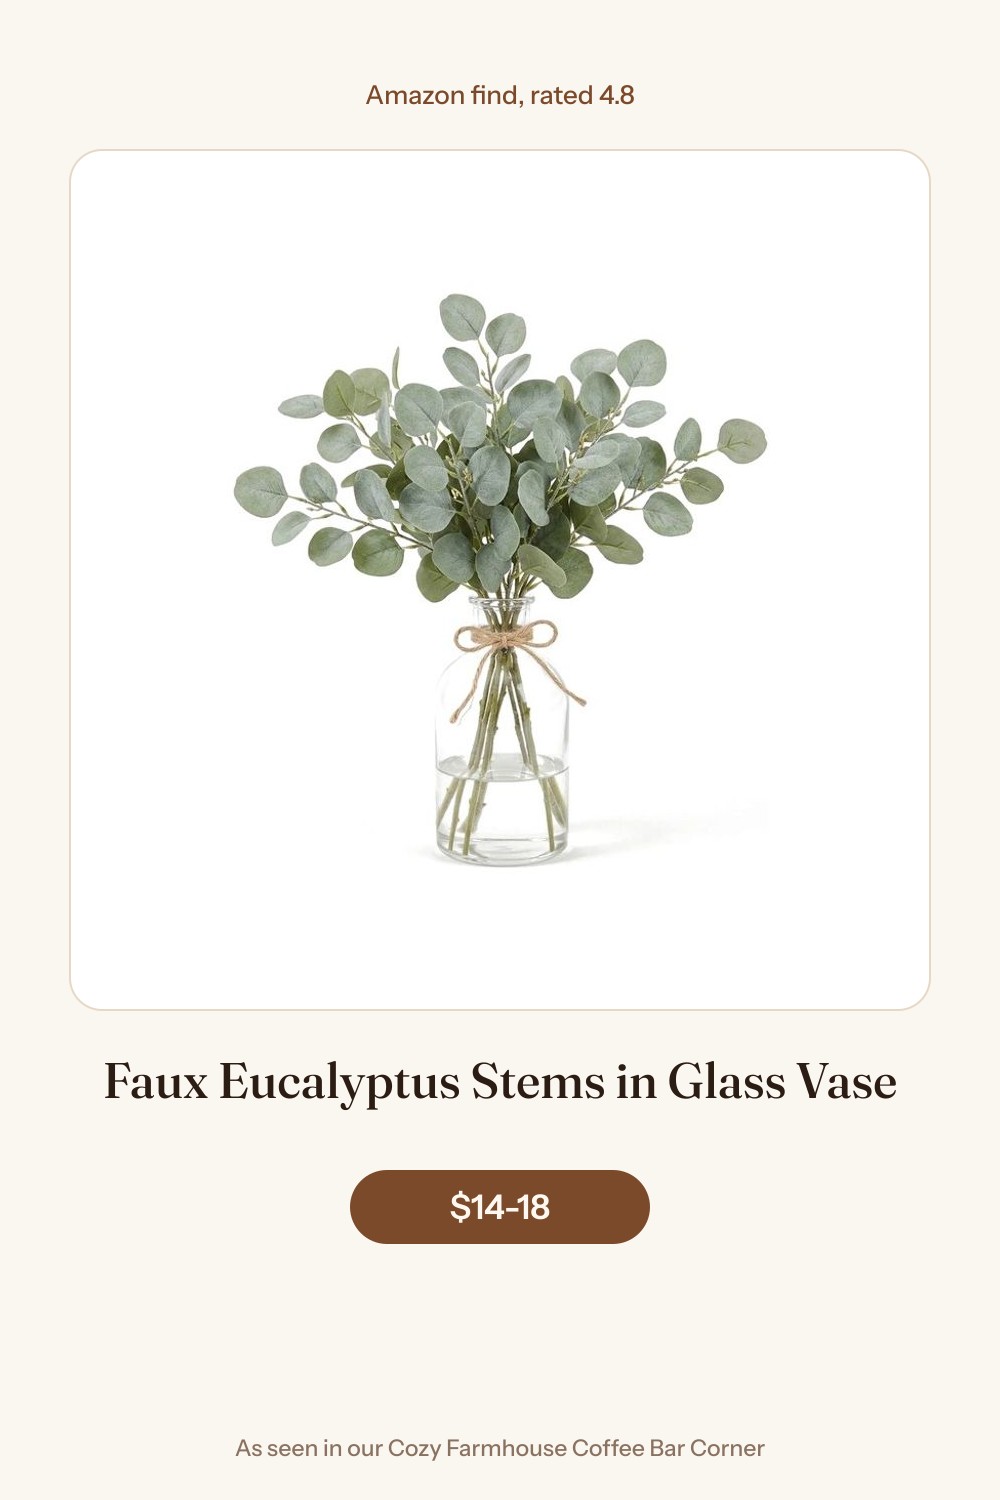 Amazon find, rated 4.8
Faux Eucalyptus Stems in Glass Vase
$14-18
As seen in our Cozy Farmhouse Coffee Bar Corner